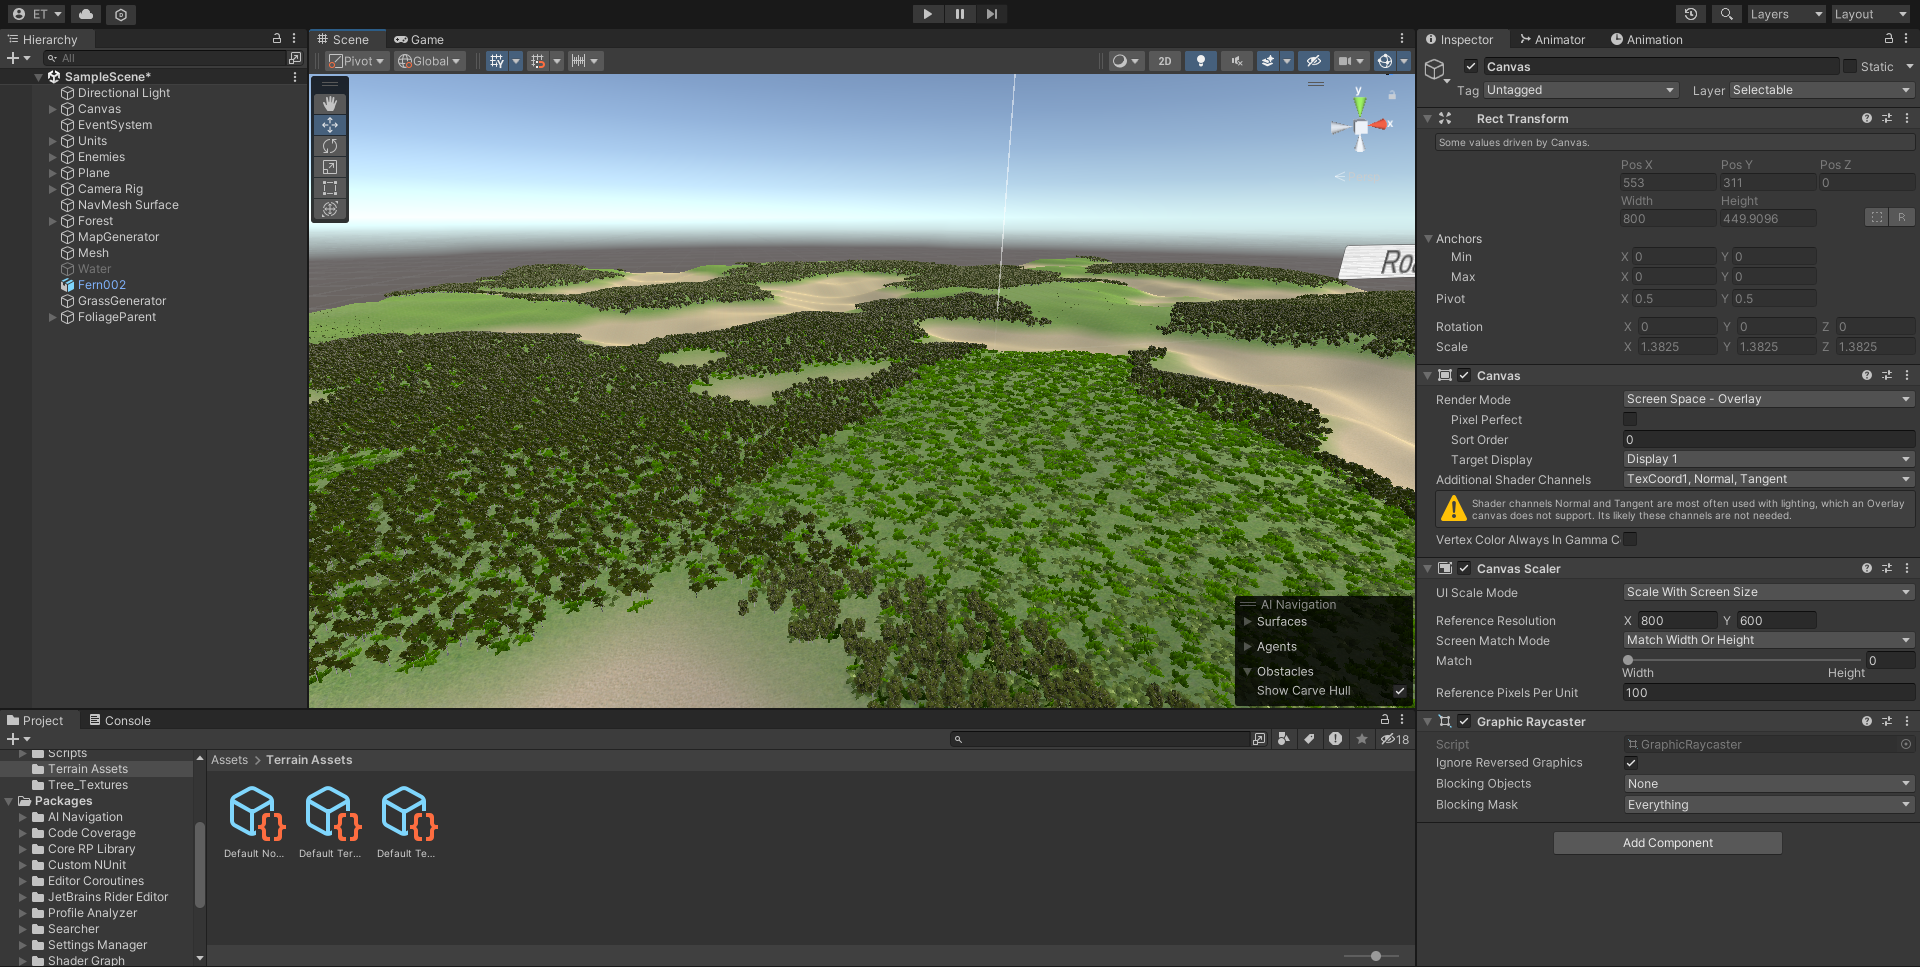 ET
Layers
Layout
Hierarchy
All
SampleScene*
Directional Light
Canvas
EventSystem
Units
Enemies
Plane
Camera Rig
NavMesh Surface
Forest
MapGenerator
Mesh
Water
Fern002
GrassGenerator
FoliageParent
Scene
Game
Pivot
Global
2D
y
x
AI Navigation
Surfaces
Agents
Obstacles
Show Carve Hull
Project
Console
18
Scripts
Terrain Assets
Tree_Textures
Packages
AI Navigation
Code Coverage
Core RP Library
Custom NUnit
Editor Coroutines
JetBrains Rider Editor
Profile Analyzer
Searcher
Settings Manager
Shader Graph
Assets > Terrain Assets
Default No...
Default Ter...
Default Te...
Inspector
Animator
Animation
Canvas
Static
Tag Untagged
Layer Selectable
Rect Transform
Some values driven by Canvas.
Pos X Pos Y Pos Z
553 311 0
Width Height
800 449.9096
R
Anchors
Min X 0 Y 0
Max X 0 Y 0
Pivot X 0.5 Y 0.5
Rotation X 0 Y 0 Z 0
Scale X 1.3825 Y 1.3825 Z 1.3825
Canvas
Render Mode Screen Space - Overlay
Pixel Perfect
Sort Order 0
Target Display Display 1
Additional Shader Channels TexCoord1, Normal, Tangent
Shader channels Normal and Tangent are most often used with lighting, which an Overlay
canvas does not support. Its likely these channels are not needed.
Vertex Color Always In Gamma C
Canvas Scaler
UI Scale Mode Scale With Screen Size
Reference Resolution X 800 Y 600
Screen Match Mode Match Width Or Height
Match 0
Width Height
Reference Pixels Per Unit 100
Graphic Raycaster
Script GraphicRaycaster
Ignore Reversed Graphics
Blocking Objects None
Blocking Mask Everything
Add Component